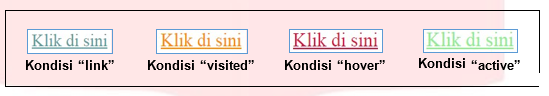 Klik di sini Klik di sini Klik di sini Klik di sini
Kondisi “link” Kondisi “visited” Kondisi “hover” Kondisi “active”